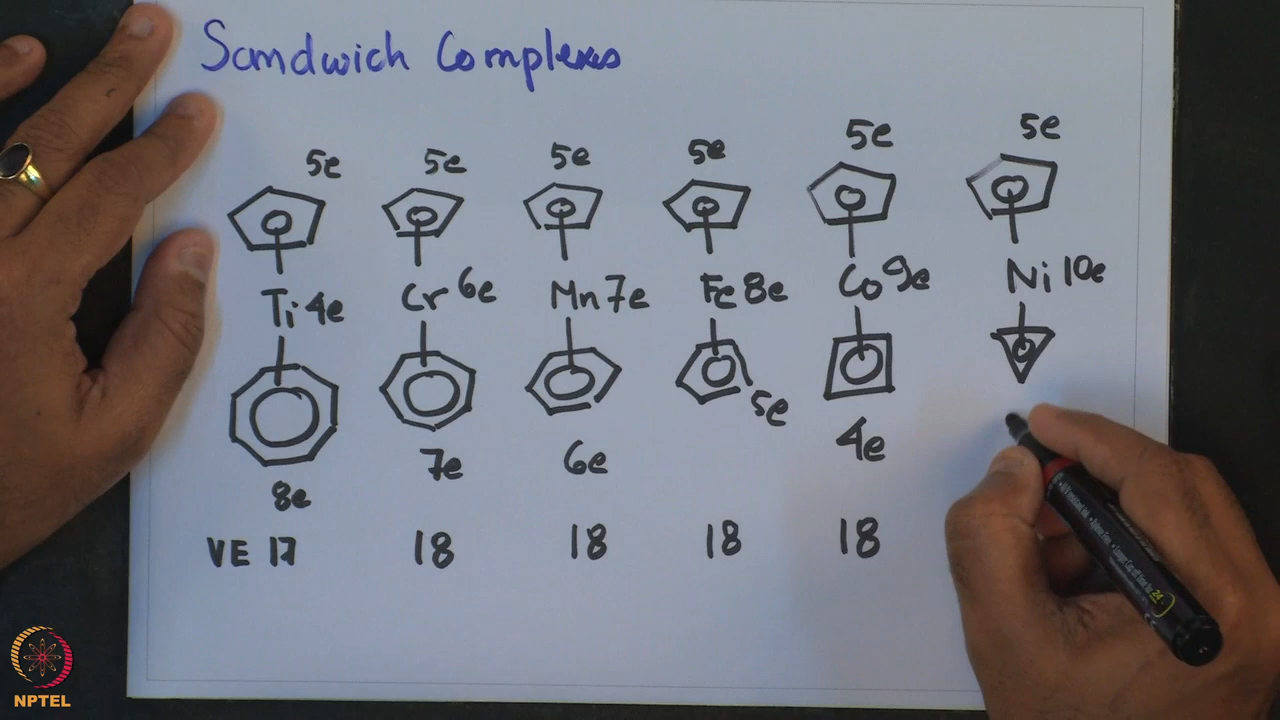 Sandwich Complexes
5e 5e 5e 5e 5e 5e
Ti 4e Cr 6e Mn 7e Fe 8e Co 9e Ni 10e
8e 7e 6e 5e 4e
VE 17 18 18 18 18
NPTEL